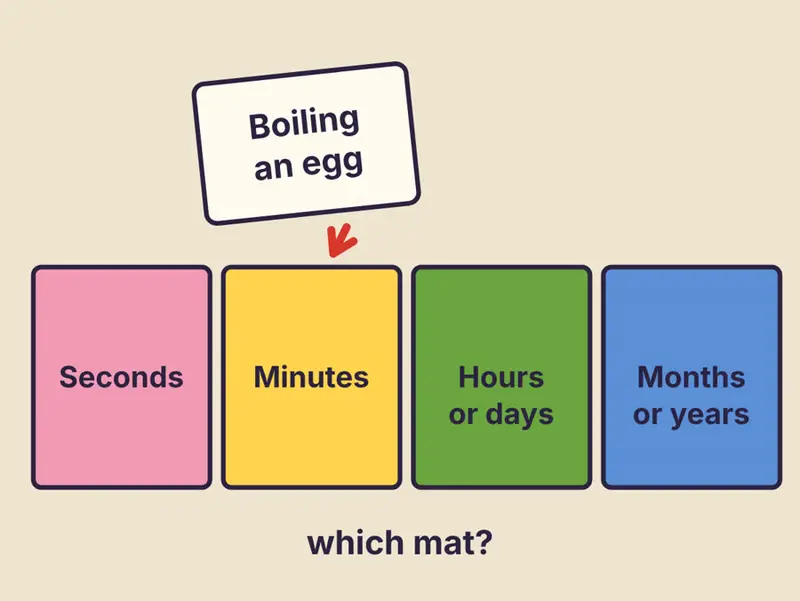 Boiling
an egg
Seconds
Minutes
Hours
or days
Months
or years
which mat?